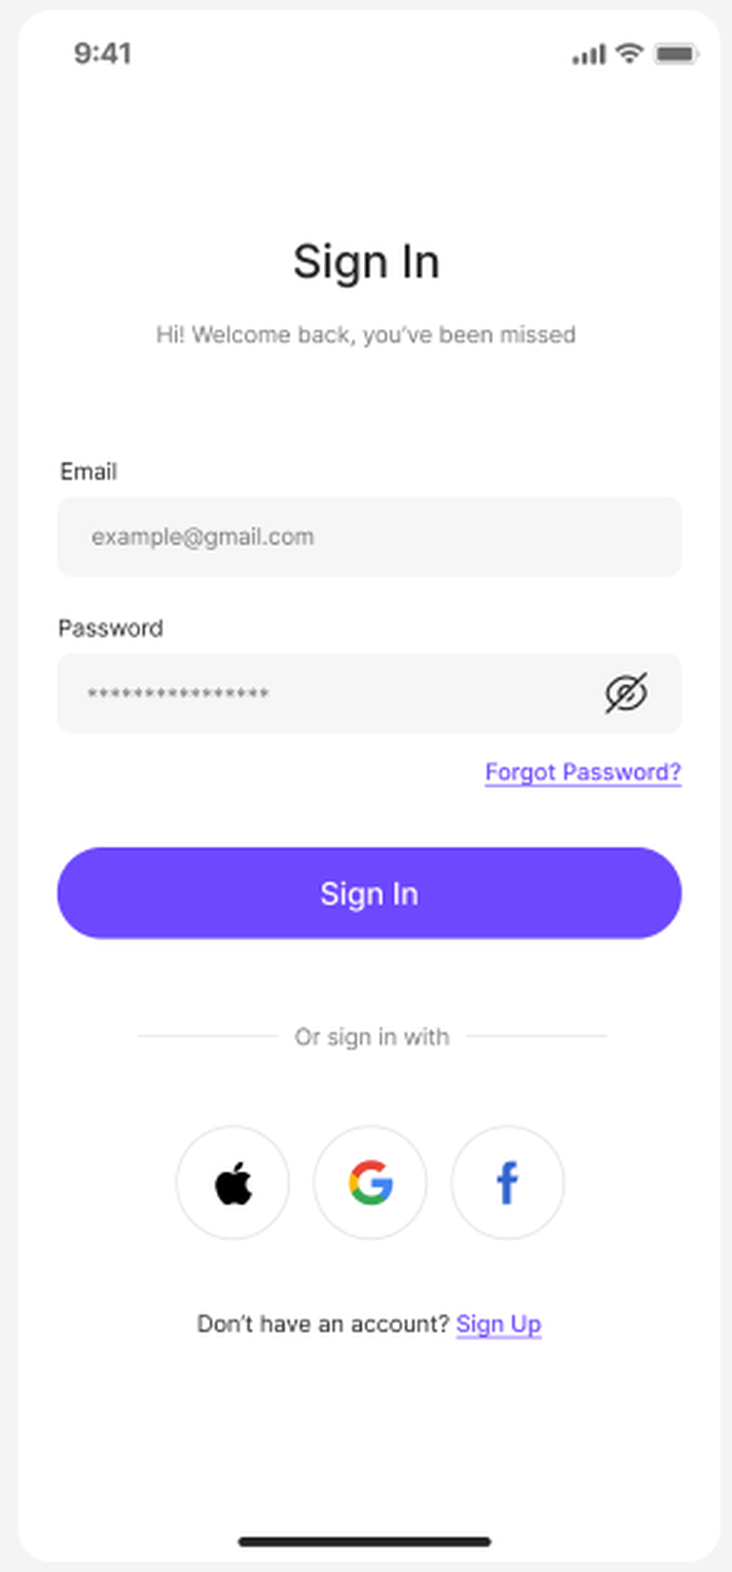 9:41
Sign In
Hi! Welcome back, you’ve been missed
Email
example@gmail.com
Password
****************
Forgot Password?
Sign In
Or sign in with
Don’t have an account? Sign Up